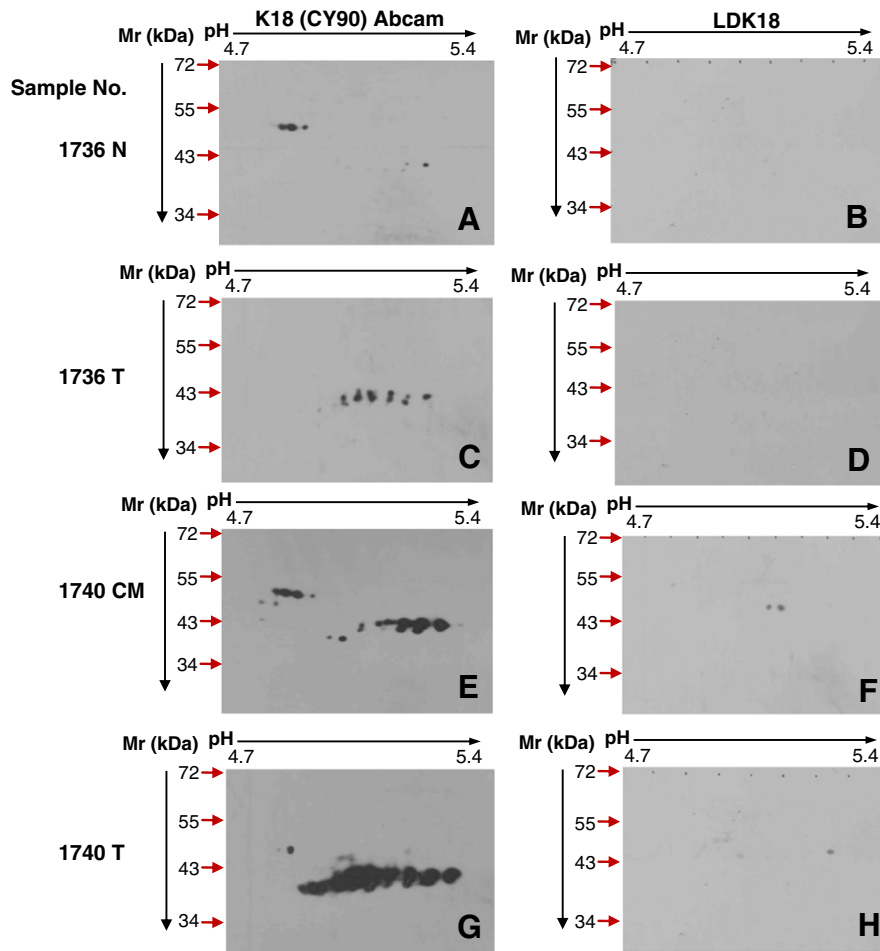 K18 (CY90) Abcam
LDK18
Mr (kDa) pH
4.7 5.4
Mr (kDa) pH
4.7 5.4
Sample No.
1736 N
72
55
43
34
A
72
55
43
34
B
Mr (kDa) pH
4.7 5.4
Mr (kDa) pH
4.7 5.4
1736 T
72
55
43
34
C
72
55
43
34
D
Mr (kDa) pH
4.7 5.4
Mr (kDa) pH
4.7 5.4
1740 CM
72
55
43
34
E
72
55
43
34
F
Mr (kDa) pH
4.7 5.4
Mr (kDa) pH
4.7 5.4
1740 T
72
55
43
34
G
72
55
43
34
H